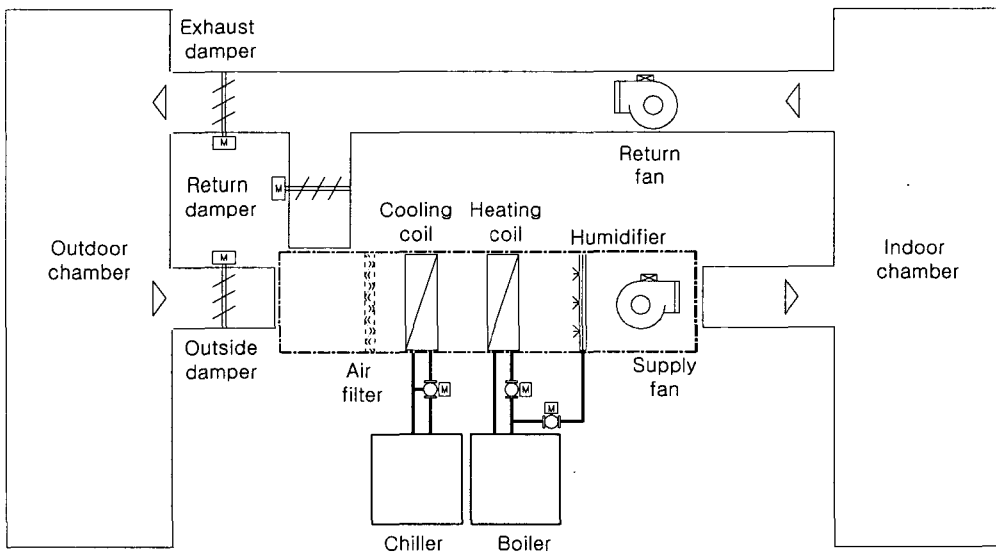 Exhaust
damper
M
Return
fan
Return
damper
M
Cooling
coil
Heating
coil
Humidifier
Outdoor
chamber
Indoor
chamber
M
Outside
damper
Air
filter
Supply
fan
M
M
M
Chiller
Boiler